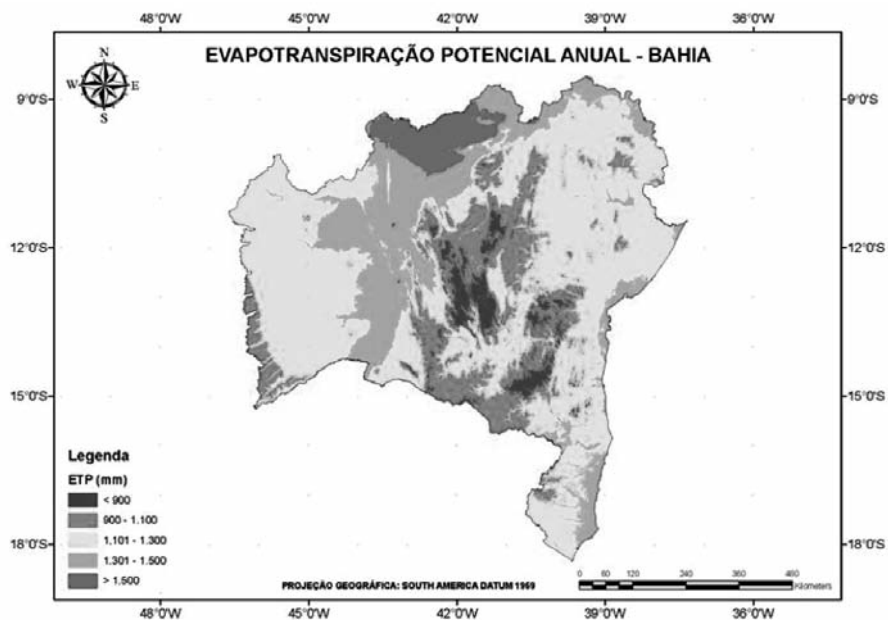 48°0'W 45°0'W 42°0'W 39°0'W 36°0'W
EVAPOTRANSPIRAÇÃO POTENCIAL ANUAL - BAHIA
N
W E
S
9°0'S 9°0'S
12°0'S 12°0'S
15°0'S 15°0'S
18°0'S 18°0'S
Legenda
ETP (mm)
< 900
900 - 1.100
1.101 - 1.300
1.301 - 1.500
> 1.500
PROJEÇÃO GEOGRÁFICA: SOUTH AMERICA DATUM 1969
0 60 120 240 360 480
Kilometers
48°0'W 45°0'W 42°0'W 39°0'W 36°0'W